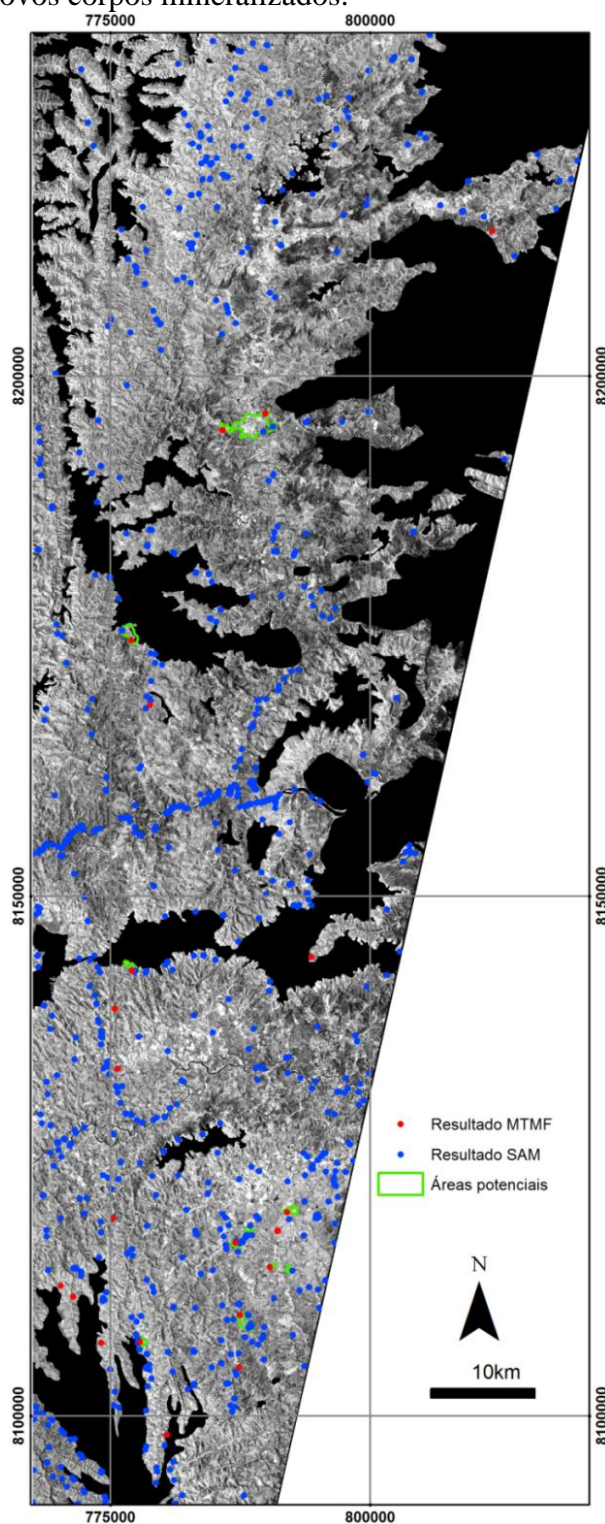 ovos corpos mineralizados.
775000 800000
8200000 8200000
8150000 8150000
Resultado MTMF
Resultado SAM
Áreas potenciais
N
10km
8100000 8100000
775000 800000